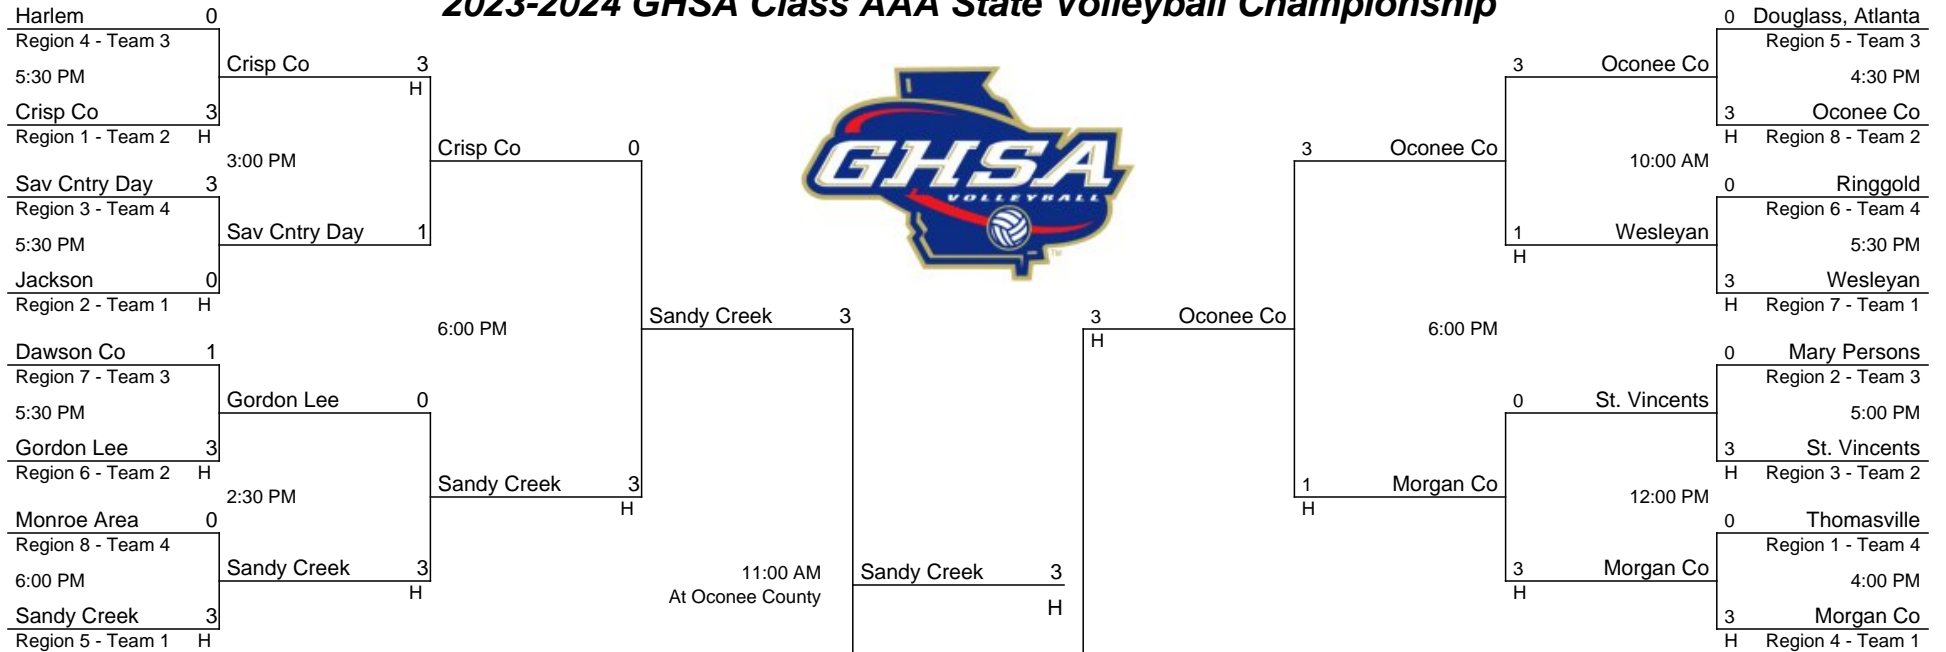 2023-2024 GHSA Class AAA State Volleyball Championship
Harlem 0
Region 4 - Team 3
5:30 PM
Crisp Co 3
Region 1 - Team 2 H
Sav Cntry Day 3
Region 3 - Team 4
5:30 PM
Jackson 0
Region 2 - Team 1 H
Dawson Co 1
Region 7 - Team 3
5:30 PM
Gordon Lee 3
Region 6 - Team 2 H
Monroe Area 0
Region 8 - Team 4
6:00 PM
Sandy Creek 3
Region 5 - Team 1 H
Crisp Co 3
H
3:00 PM
Sav Cntry Day 1
Gordon Lee 0
2:30 PM
Sandy Creek 3
H
Crisp Co 0
6:00 PM
Sandy Creek 3
H
Sandy Creek 3
11:00 AM
At Oconee County
GHSA
VOLLEYBALL
TM
Sandy Creek 3
H
3 Oconee Co
H
3 Oconee Co
6:00 PM
1 Morgan Co
H
3 Oconee Co
10:00 AM
1 Wesleyan
H
0 St. Vincents
12:00 PM
3 Morgan Co
H
0 Douglass, Atlanta
Region 5 - Team 3
4:30 PM
3 Oconee Co
H Region 8 - Team 2
0 Ringgold
Region 6 - Team 4
5:30 PM
3 Wesleyan
H Region 7 - Team 1
0 Mary Persons
Region 2 - Team 3
5:00 PM
3 St. Vincents
H Region 3 - Team 2
0 Thomasville
Region 1 - Team 4
4:00 PM
3 Morgan Co
H Region 4 - Team 1